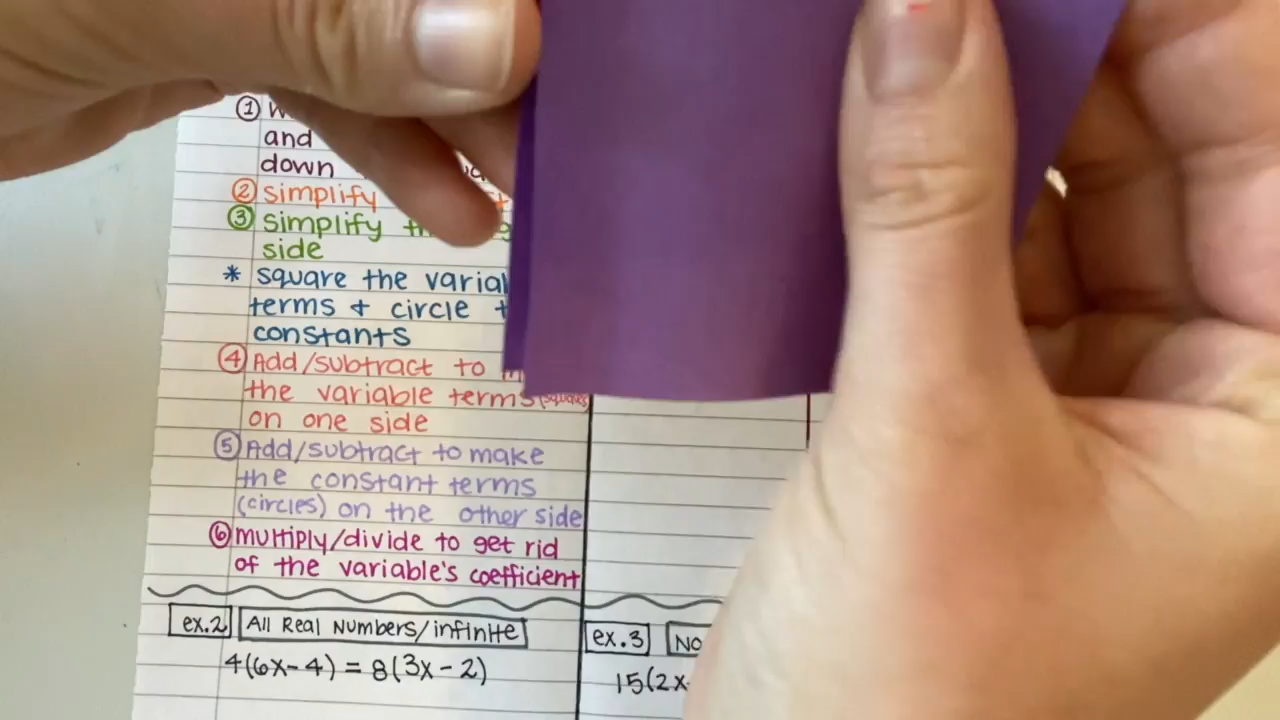 ①
and
down
② simplify
③ simplify
side
* square the
terms + circle
constants
④ Add/subtract to
the variable terms (squares)
on one side
⑤ Add/subtract to make
the constant terms
(circles) on the other side
⑥ multiply/divide to get rid
of the variable's coefficient
ex.2 All Real Numbers/infinite
4(6x-4) = 8(3x-2)
ex.3 NO
15(2x-